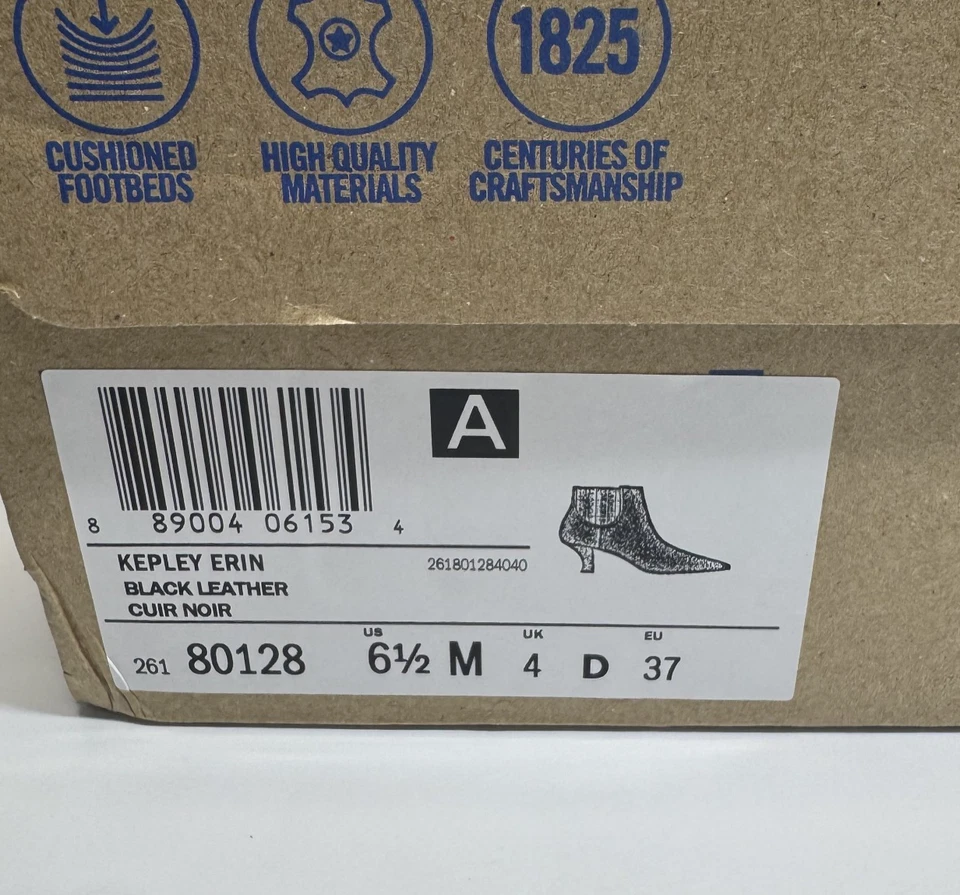 CUSHIONED
FOOTBEDS
HIGH QUALITY
MATERIALS
1825
CENTURIES OF
CRAFTSMANSHIP
A
8 89004 06153 4
KEPLEY ERIN
261801284040
BLACK LEATHER
CUIR NOIR
US UK EU
261 80128 6½ M 4 D 37